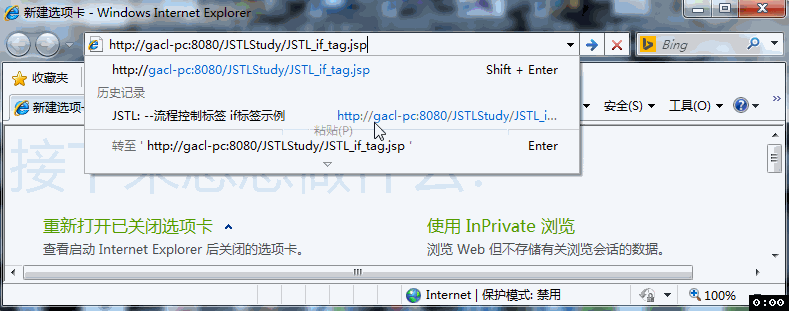 新建选项卡 - Windows Internet Explorer
http://gacl-pc:8080/JSTLStudy/JSTL_if_tag.jsp
Bing
http://gacl-pc:8080/JSTLStudy/JSTL_if_tag.jsp Shift + Enter
收藏夹
历史记录
新建选项卡 JSTL: --流程控制标签 if标签示例 http://gacl-pc:8080/JSTLStudy/JSTL_i... 安全(S) 工具(O)
粘贴(P)
转至 ' http://gacl-pc:8080/JSTLStudy/JSTL_if_tag.jsp ' Enter
接下来您想做什么?
重新打开已关闭选项卡 使用 InPrivate 浏览
查看启动 Internet Explorer 后关闭的选项卡。 浏览 Web 但不存储有关浏览会话的数据。
Internet | 保护模式: 禁用 100%
0:00